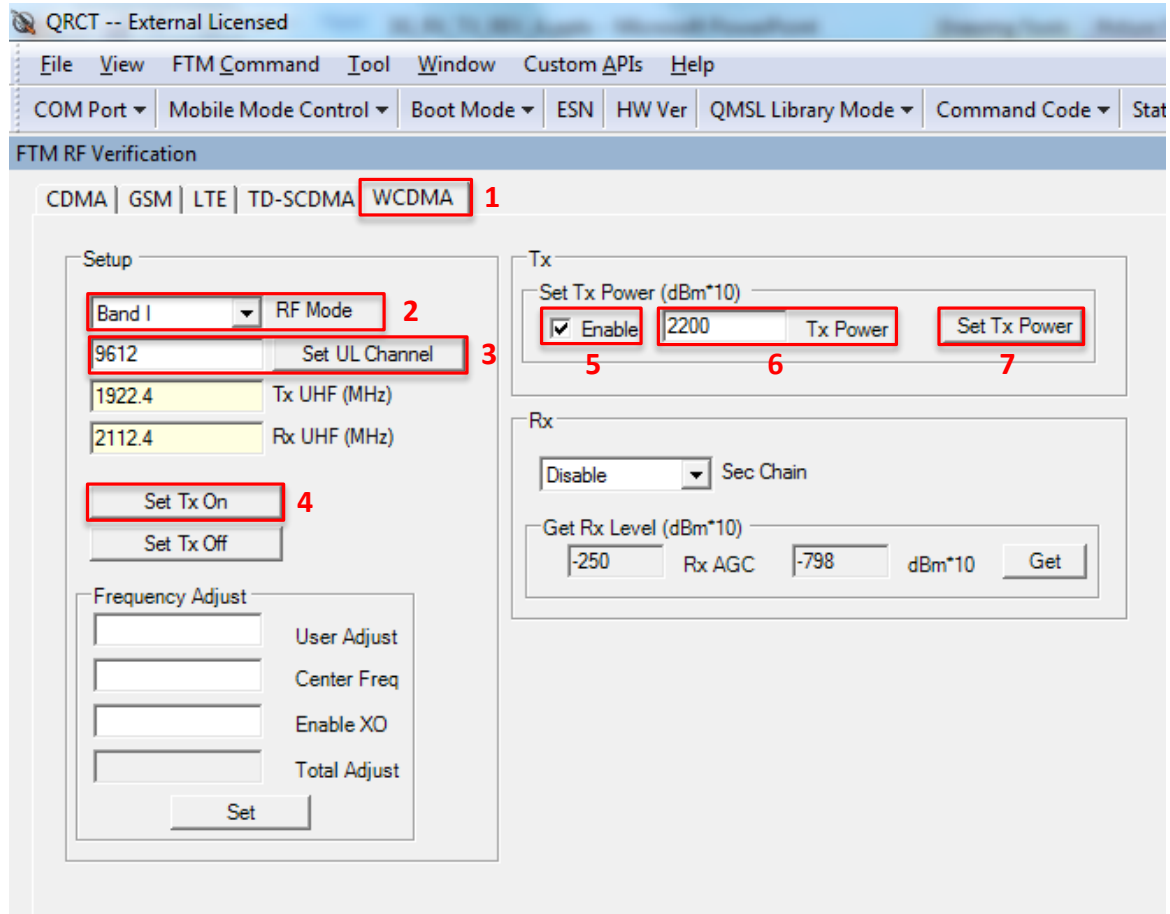 QRCT -- External Licensed
File View FTM Command Tool Window Custom APIs Help
COM Port Mobile Mode Control Boot Mode ESN HW Ver QMSL Library Mode Command Code Stat
FTM RF Verification
CDMA GSM LTE TD-SCDMA WCDMA 1
Setup
Band I RF Mode 2
9612 Set UL Channel 3
1922.4 Tx UHF (MHz)
2112.4 Rx UHF (MHz)
Set Tx On 4
Set Tx Off
Frequency Adjust
User Adjust
Center Freq
Enable XO
Total Adjust
Set
Tx
Set Tx Power (dBm*10)
Enable 2200 Tx Power Set Tx Power
5 6 7
Rx
Disable Sec Chain
Get Rx Level (dBm*10)
-250 Rx AGC -798 dBm*10 Get